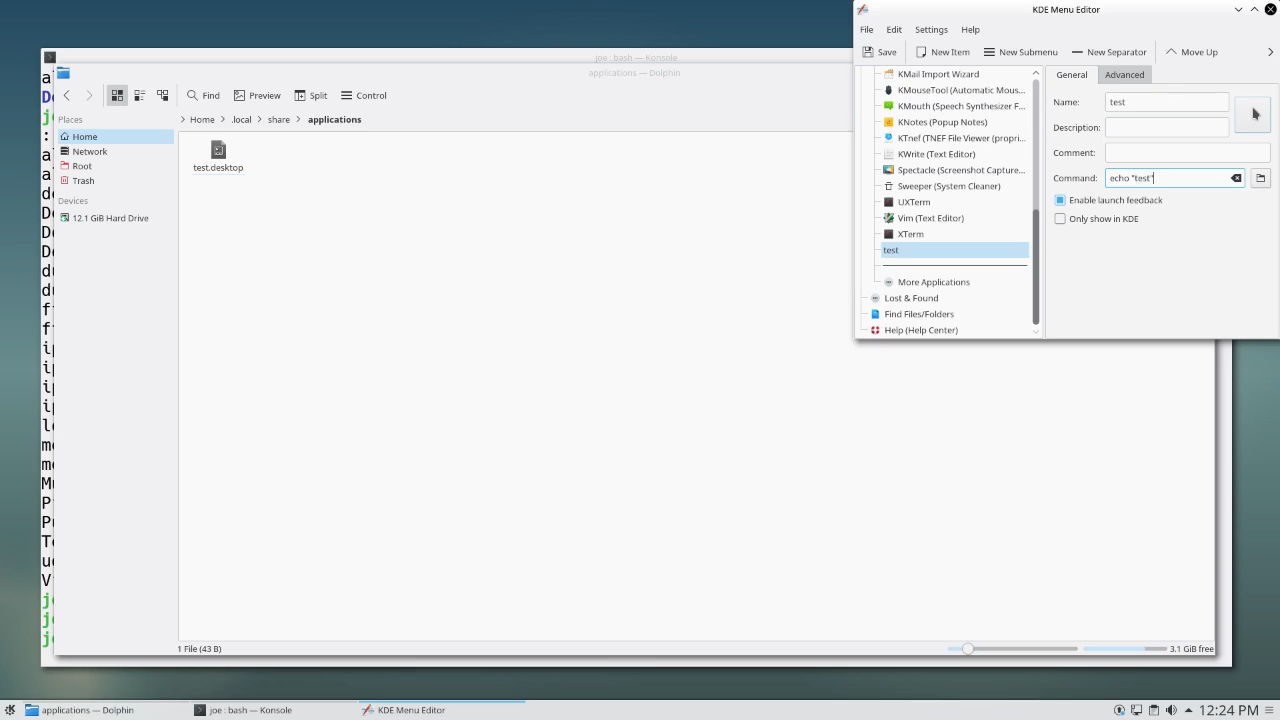 KDE Menu Editor
File Edit Settings Help
Save New Item New Submenu New Separator Move Up
KMail Import Wizard
KMouseTool (Automatic Mous...
KMouth (Speech Synthesizer F...
KNotes (Popup Notes)
KTnef (TNEF File Viewer (propri...
KWrite (Text Editor)
Spectacle (Screenshot Capture...
Sweeper (System Cleaner)
UXTerm
Vim (Text Editor)
XTerm
test
More Applications
Lost & Found
Find Files/Folders
Help (Help Center)
General Advanced
Name: test
Description:
Comment:
Command: echo "test"
Enable launch feedback
Only show in KDE
joe : bash — Konsole
applications — Dolphin
Find Preview Split Control
Places
Home
Network
Root
Trash
Devices
12.1 GiB Hard Drive
Home .local share applications
test.desktop
1 File (43 B)
3.1 GiB free
applications — Dolphin joe : bash — Konsole KDE Menu Editor 12:24 PM